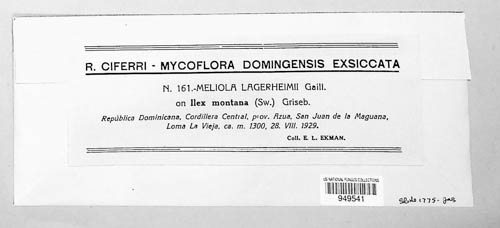 R. CIFERRI - MYCOFLORA DOMINGENSIS EXSICCATA
N. 161.-MELIOLA LAGERHEIMII Gaill.
on Ilex montana (Sw.) Griseb.
República Dominicana, Cordillera Central, prov. Azua, San Juan de la Maguana,
Loma La Vieja, ca. m. 1300, 28. VIII. 1929.
Coll. E. L. EKMAN.
US NATIONAL FUNGUS COLLECTIONS
949541
Slide 1775-